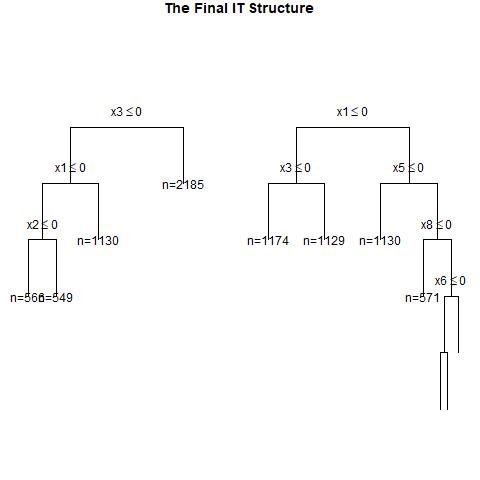 The Final IT Structure
x3 ≤ 0
x1 ≤ 0
x1 ≤ 0
x3 ≤ 0
x5 ≤ 0
n=2185
x2 ≤ 0
x8 ≤ 0
n=1130
n=1174
n=1129
n=1130
x6 ≤ 0
n=566
n=549
n=571